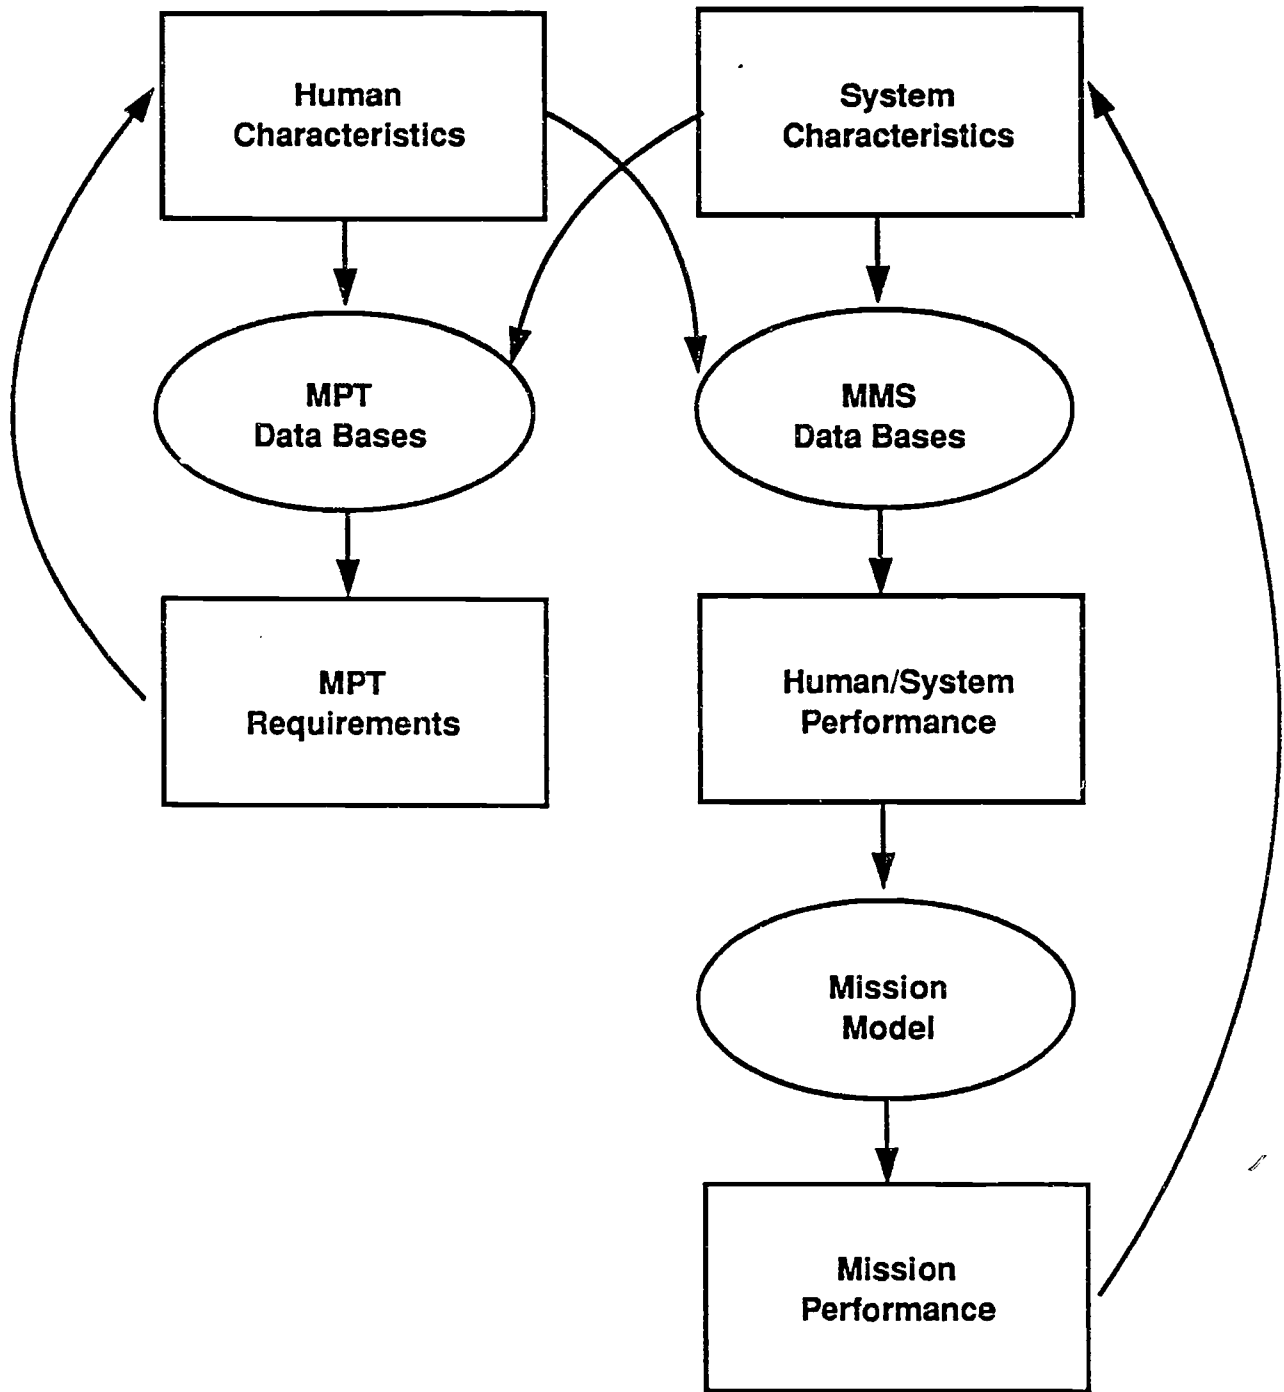 Human
Characteristics
System
Characteristics
MPT
Data Bases
MMS
Data Bases
MPT
Requirements
Human/System
Performance
Mission
Model
Mission
Performance